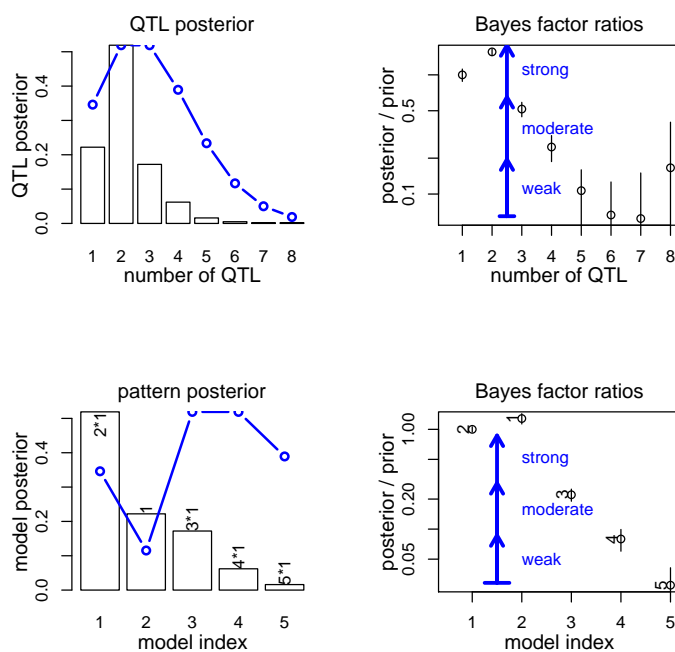 QTL posterior
QTL posterior
0.0 0.2 0.4
1 2 3 4 5 6 7 8
number of QTL
Bayes factor ratios
posterior / prior
0.1 0.5
strong
moderate
weak
1 2 3 4 5 6 7 8
number of QTL
pattern posterior
model posterior
0.0 0.2 0.4
2*1
1
3*1
4*1
5*1
1 2 3 4 5
model index
Bayes factor ratios
posterior / prior
0.05 0.20 1.00
2
1
3
4
5
strong
moderate
weak
1 2 3 4 5
model index